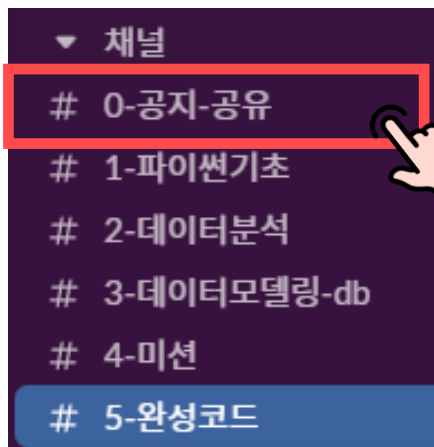 채널
# 0-공지-공유
# 1-파이썬기초
# 2-데이터분석
# 3-데이터모델링-db
# 4-미션
# 5-완성코드